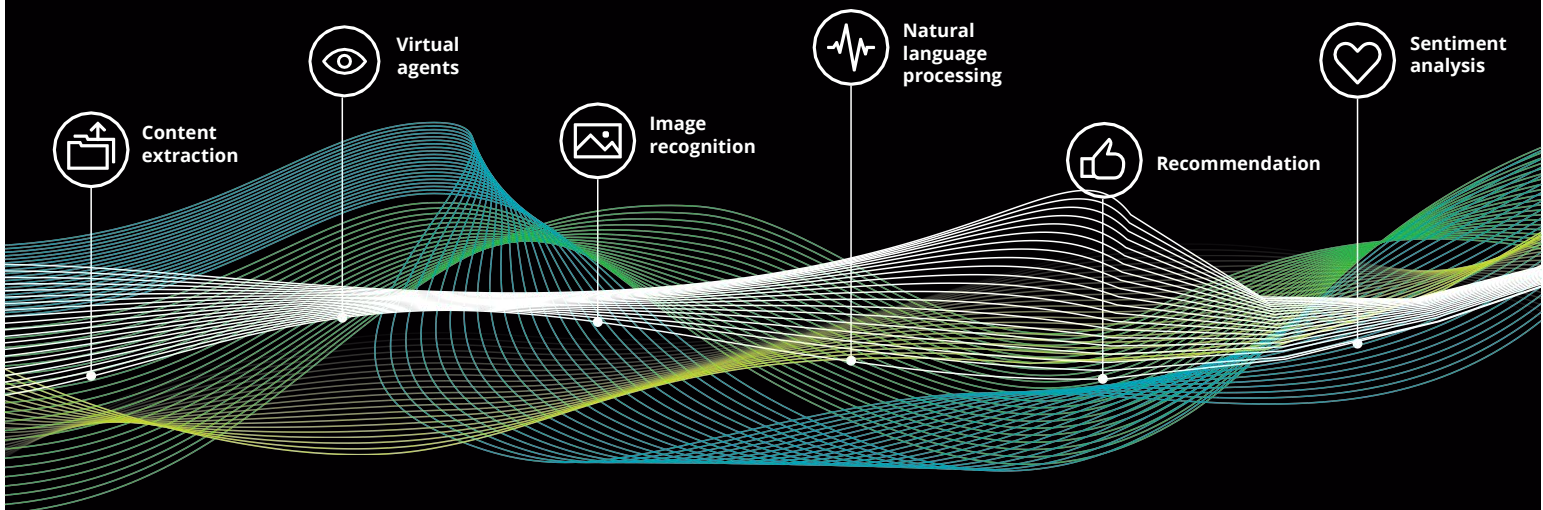 Content
extraction
Virtual
agents
Image
recognition
Natural
language
processing
Recommendation
Sentiment
analysis